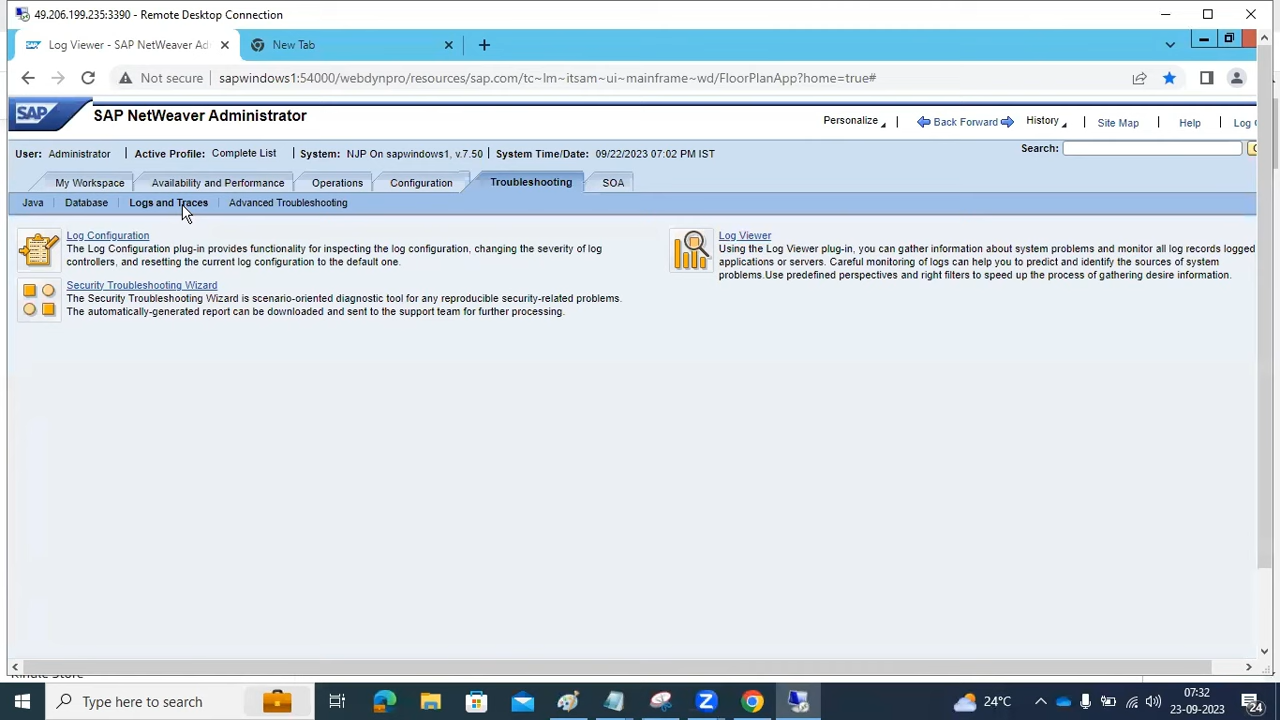 49.206.199.235:3390 - Remote Desktop Connection
Log Viewer - SAP NetWeaver Ad
New Tab
Not secure
sapwindows1:54000/webdynpro/resources/sap.com/tc~lm~itsam~ui~mainframe~wd/FloorPlanApp?home=true#
SAP
SAP NetWeaver Administrator
Personalize
Back Forward
History
Site Map
Help
Log
User: Administrator
Active Profile: Complete List
System: NJP On sapwindows1, v.7.50
System Time/Date: 09/22/2023 07:02 PM IST
Search:
My Workspace
Availability and Performance
Operations
Configuration
Troubleshooting
SOA
Java
Database
Logs and Traces
Advanced Troubleshooting
Log Configuration
The Log Configuration plug-in provides functionality for inspecting the log configuration, changing the severity of log
controllers, and resetting the current log configuration to the default one.
Security Troubleshooting Wizard
The Security Troubleshooting Wizard is scenario-oriented diagnostic tool for any reproducible security-related problems.
The automatically-generated report can be downloaded and sent to the support team for further processing.
Log Viewer
Using the Log Viewer plug-in, you can gather information about system problems and monitor all log records logged
applications or servers. Careful monitoring of logs can help you to predict and identify the sources of system
problems.Use predefined perspectives and right filters to speed up the process of gathering desire information.
Type here to search
24°C
07:32
23-09-2023
24